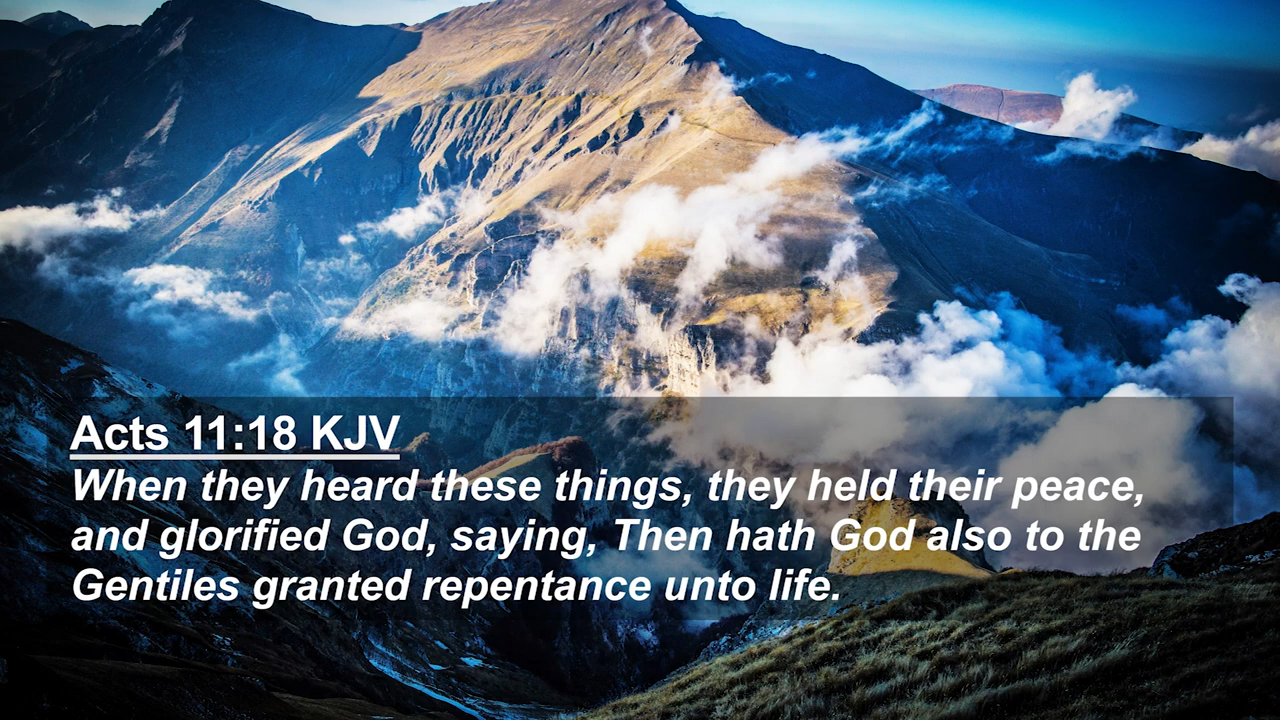 Acts 11:18 KJV
When they heard these things, they held their peace,
and glorified God, saying, Then hath God also to the
Gentiles granted repentance unto life.